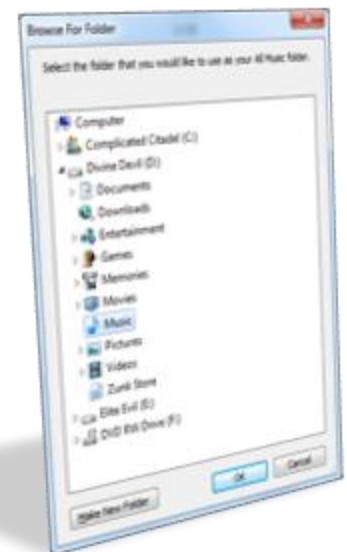 Browse For Folder
Select the folder that you would like to use as your All Music folder.
Computer
Complicated Citadel (C:)
Divine Devil (D:)
Documents
Downloads
Entertainment
Games
Memories
Movies
Music
Pictures
Videos
Zunk Store
Elite Evil (E:)
DVD RW Drive (F:)
Make New Folder
OK
Cancel